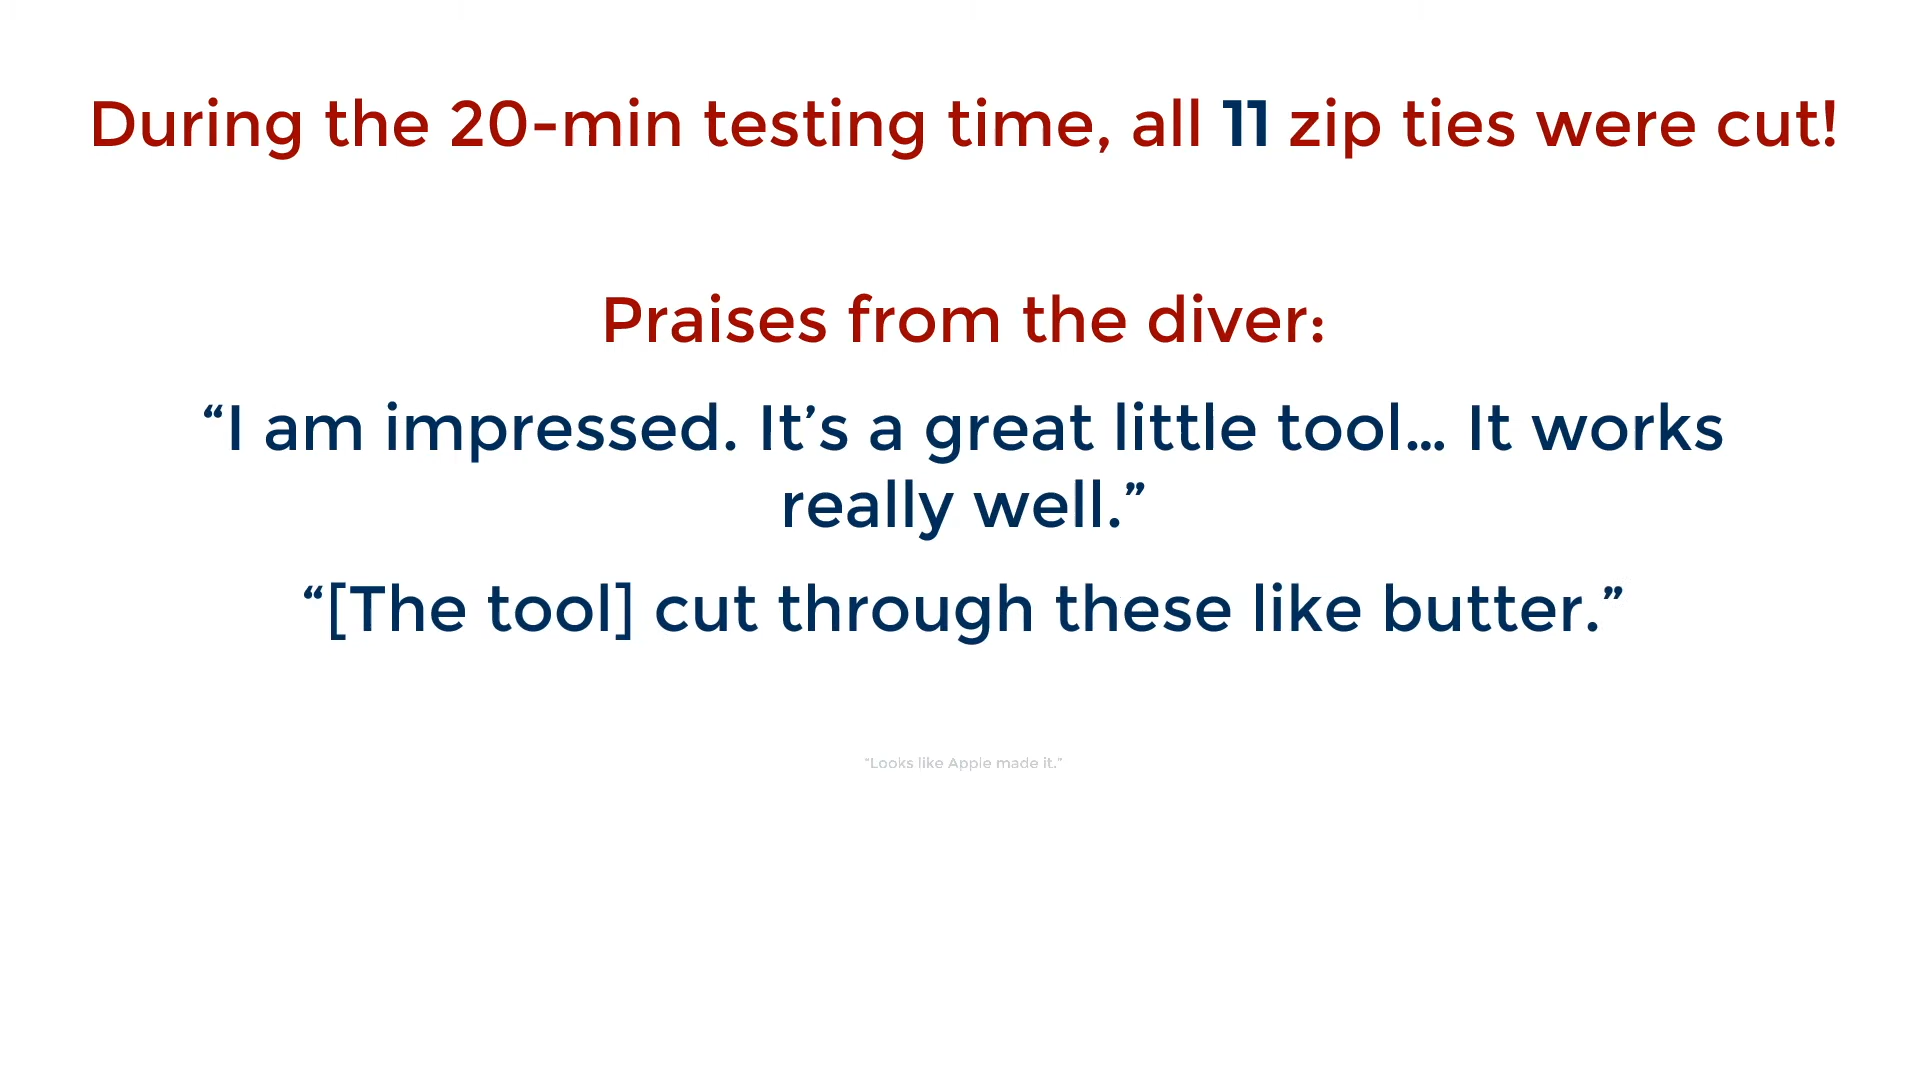 During the 20-min testing time, all 11 zip ties were cut!
Praises from the diver:
“I am impressed. It’s a great little tool… It works
really well.”
“[The tool] cut through these like butter.”
“Looks like Apple made it.”